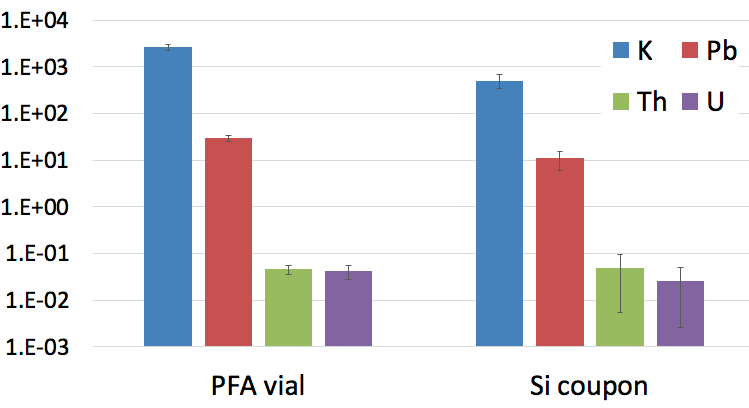 1.E+04
1.E+03
1.E+02
1.E+01
1.E+00
1.E-01
1.E-02
1.E-03
K Pb
Th U
PFA vial Si coupon